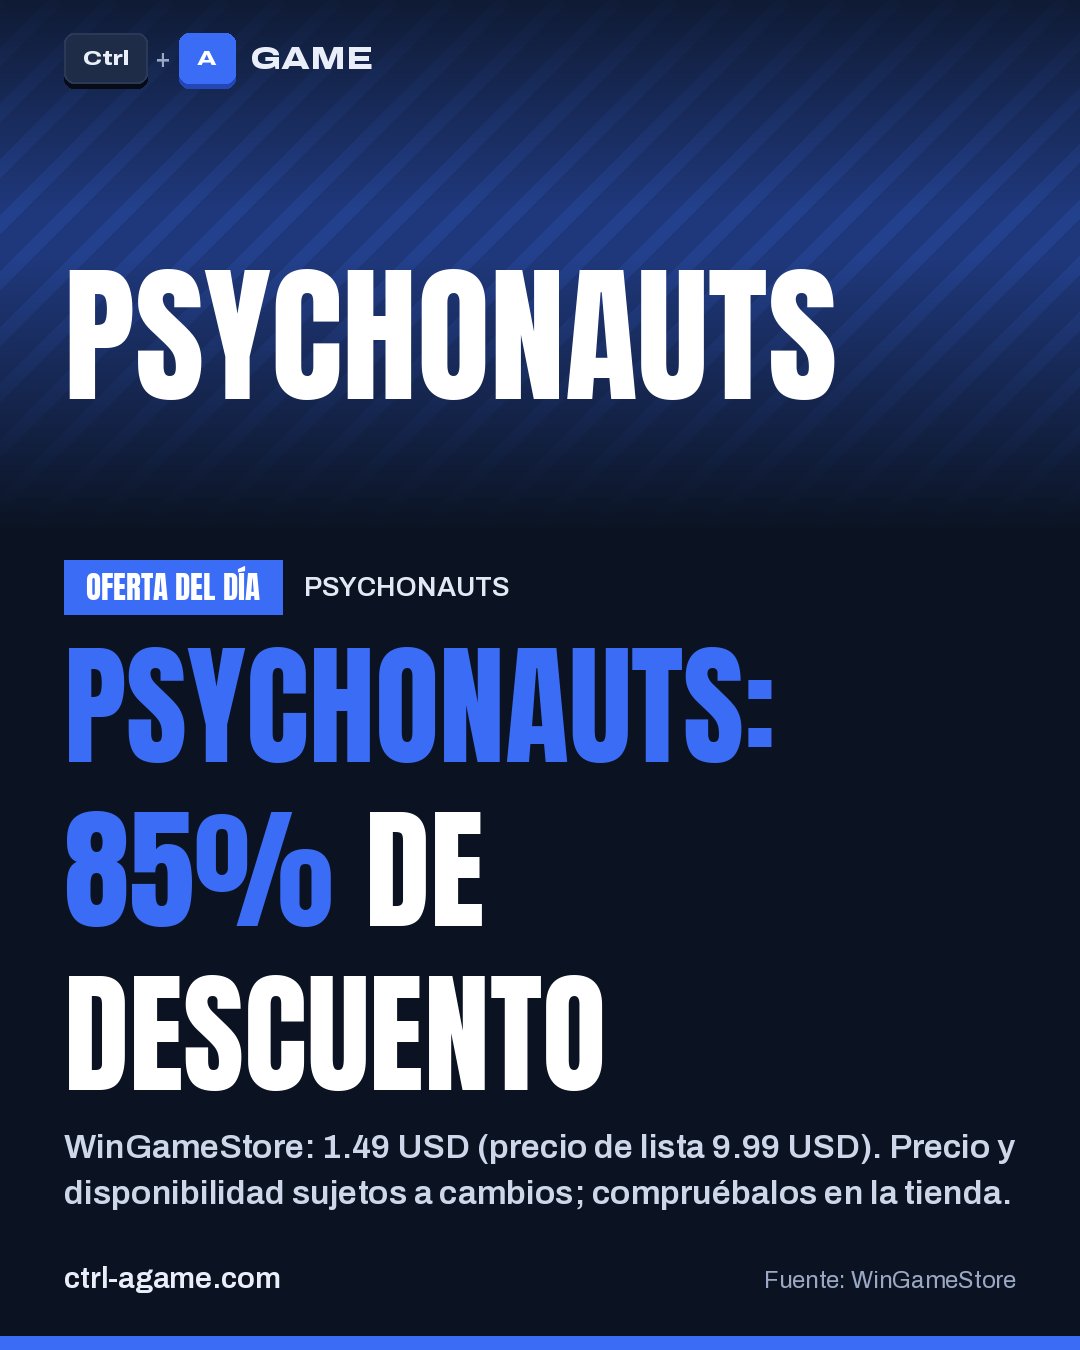 Ctrl + A GAME
PSYCHONAUTS
OFERTA DEL DÍA PSYCHONAUTS
PSYCHONAUTS:
85% DE
DESCUENTO
WinGameStore: 1.49 USD (precio de lista 9.99 USD). Precio y
disponibilidad sujetos a cambios; compruébalos en la tienda.
ctrl-agame.com Fuente: WinGameStore